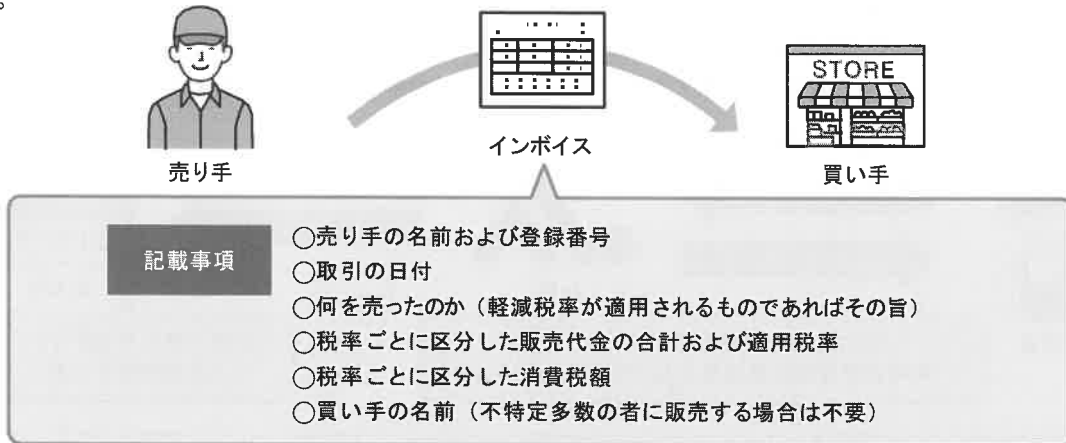 。
STORE
インボイス
売り手
買い手
記載事項
○売り手の名前および登録番号
○取引の日付
○何を売ったのか（軽減税率が適用されるものであればその旨）
○税率ごとに区分した販売代金の合計および適用税率
○税率ごとに区分した消費税額
○買い手の名前（不特定多数の者に販売する場合は不要）